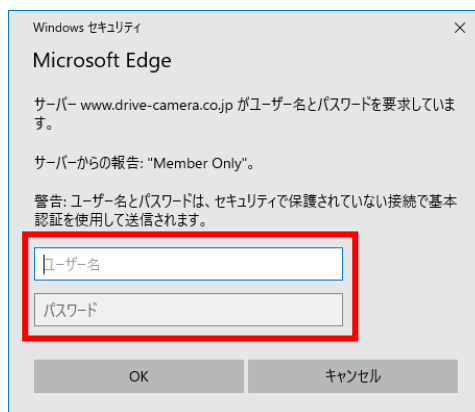 Windows セキュリティ
Microsoft Edge
サーバー www.drive-camera.co.jp がユーザー名とパスワードを要求していま
す。
サーバーからの報告: "Member Only"。
警告: ユーザー名とパスワードは、セキュリティで保護されていない接続で基本
認証を使用して送信されます。
ユーザー名
パスワード
OK
キャンセル